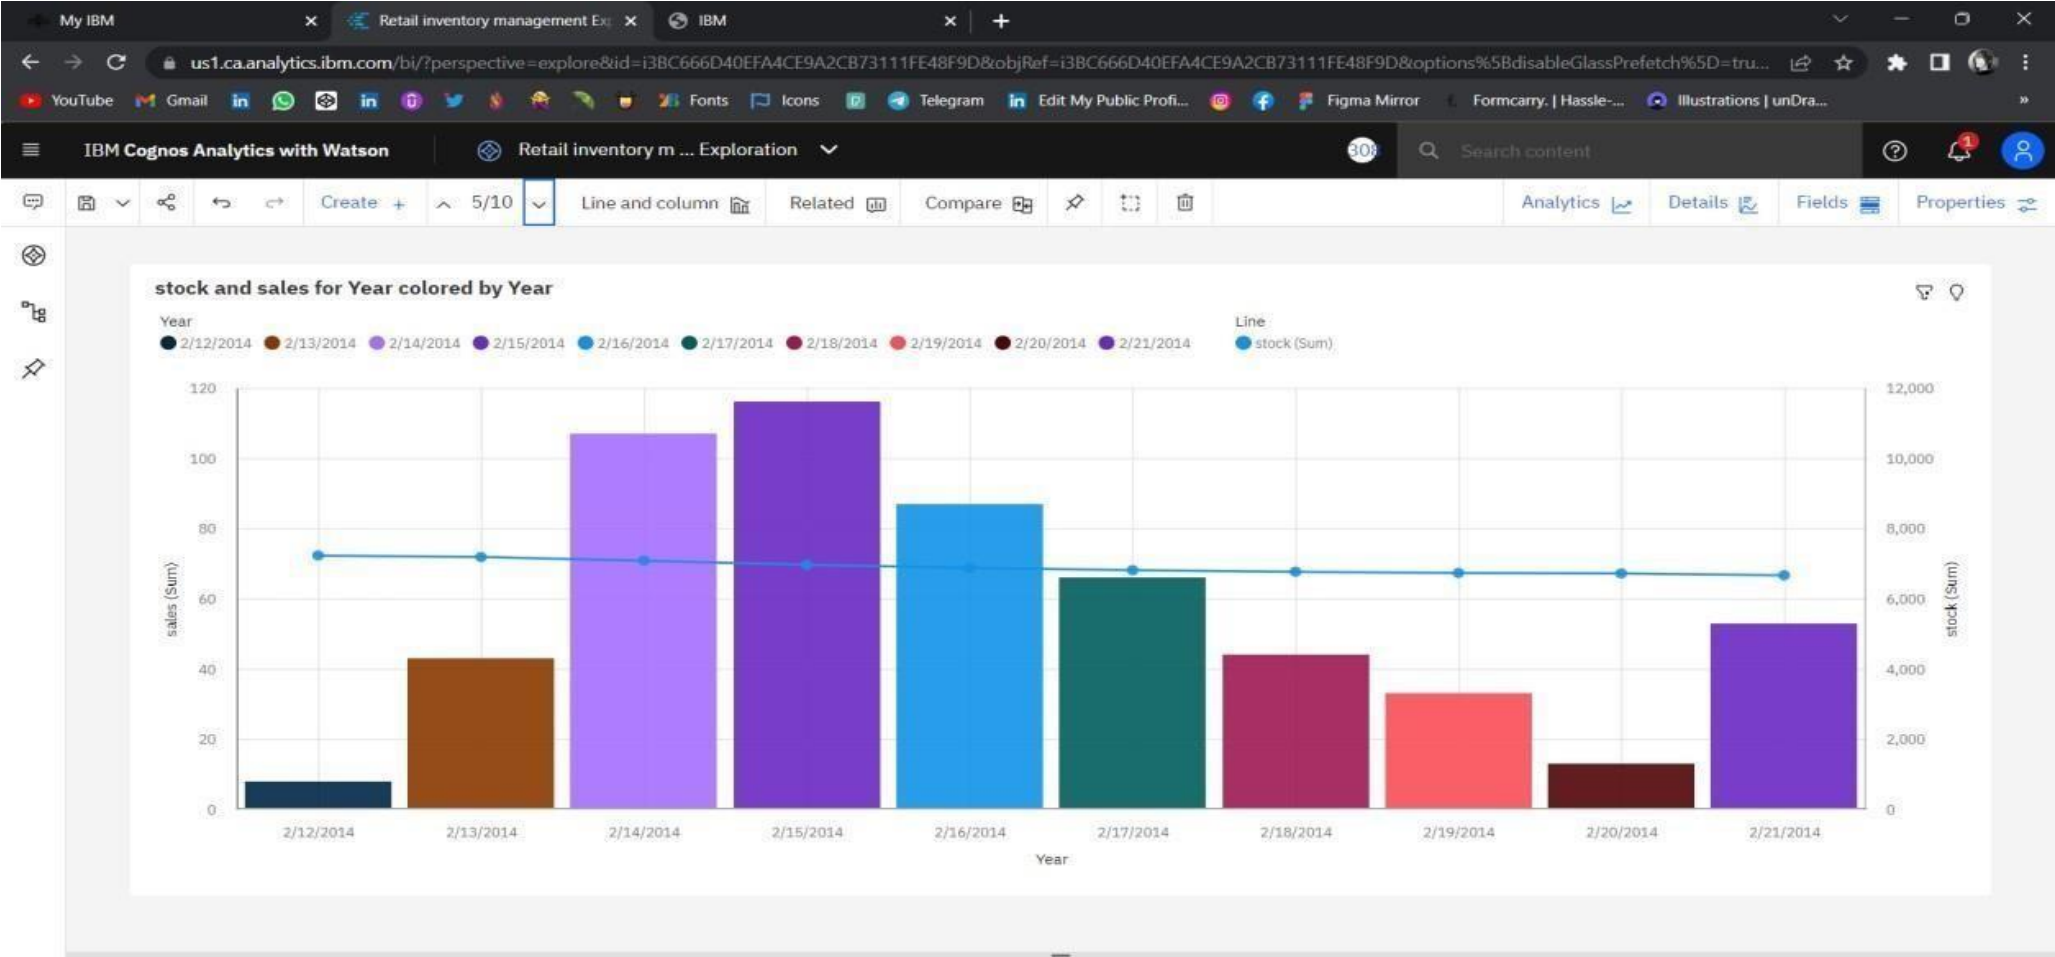 My IBM
Retail inventory management Ex
IBM
us1.ca.analytics.ibm.com/bi/?perspective=explore&id=i3BC666D40EFA4CE9A2CB73111FE48F9D&objRef=i3BC666D40EFA4CE9A2CB73111FE48F9D&options%5BdisableGlassPrefetch%5D=tru...
YouTube Gmail Fonts Icons Telegram Edit My Public Profi... Figma Mirror Formcarry. | Hassle-... Illustrations | unDra... »
IBM Cognos Analytics with Watson
Retail inventory m ... Exploration
Search content
1
Create +
5/10
Line and column
Related
Compare
Analytics
Details
Fields
Properties
stock and sales for Year colored by Year
Year
2/12/2014 2/13/2014 2/14/2014 2/15/2014 2/16/2014 2/17/2014 2/18/2014 2/19/2014 2/20/2014 2/21/2014
Line
stock (Sum)
120
100
80
60
40
20
0
sales (Sum)
12,000
10,000
8,000
6,000
4,000
2,000
0
stock (Sum)
2/12/2014 2/13/2014 2/14/2014 2/15/2014 2/16/2014 2/17/2014 2/18/2014 2/19/2014 2/20/2014 2/21/2014
Year